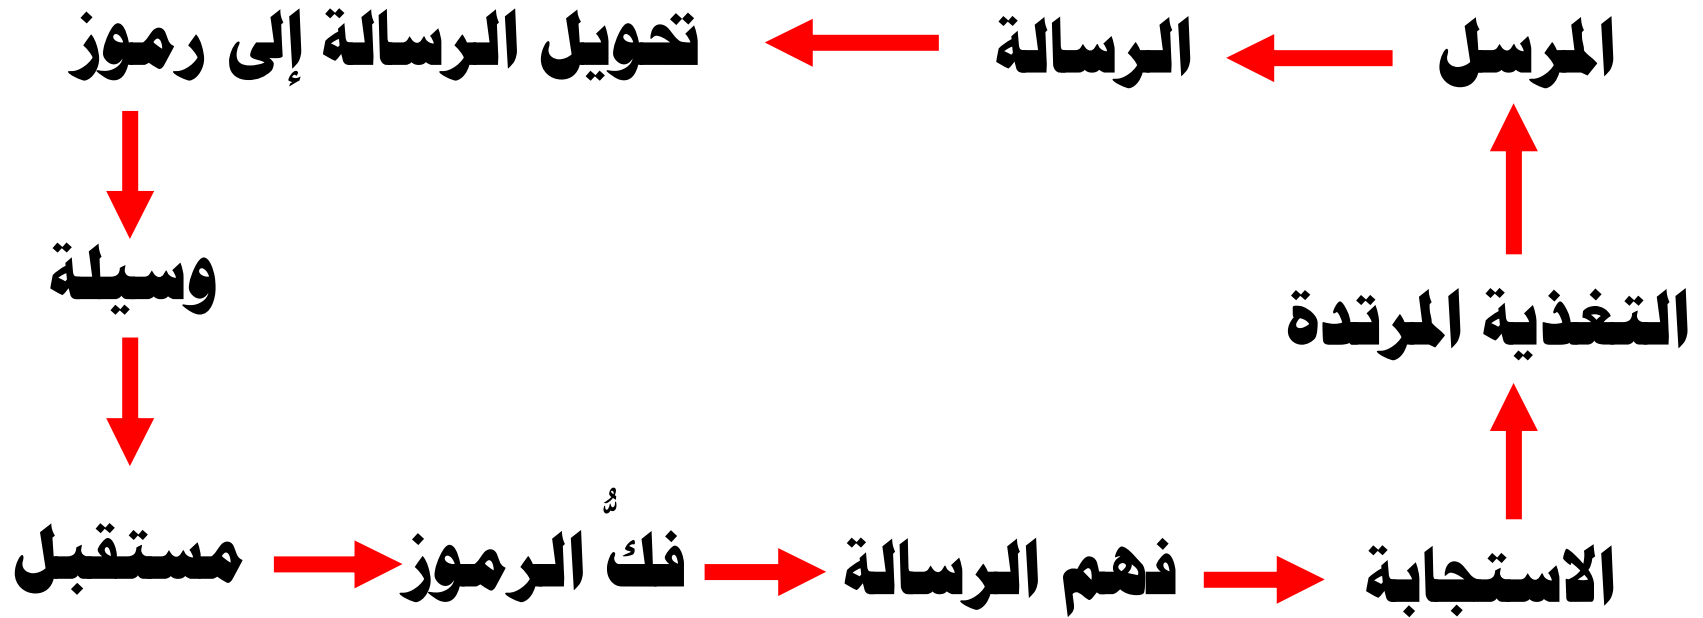 المرسل
الرسالة
تحويل الرسالة إلى رموز
وسيلة
مستقبل
فكُّ الرموز
فهم الرسالة
الاستجابة
التغذية المرتدة